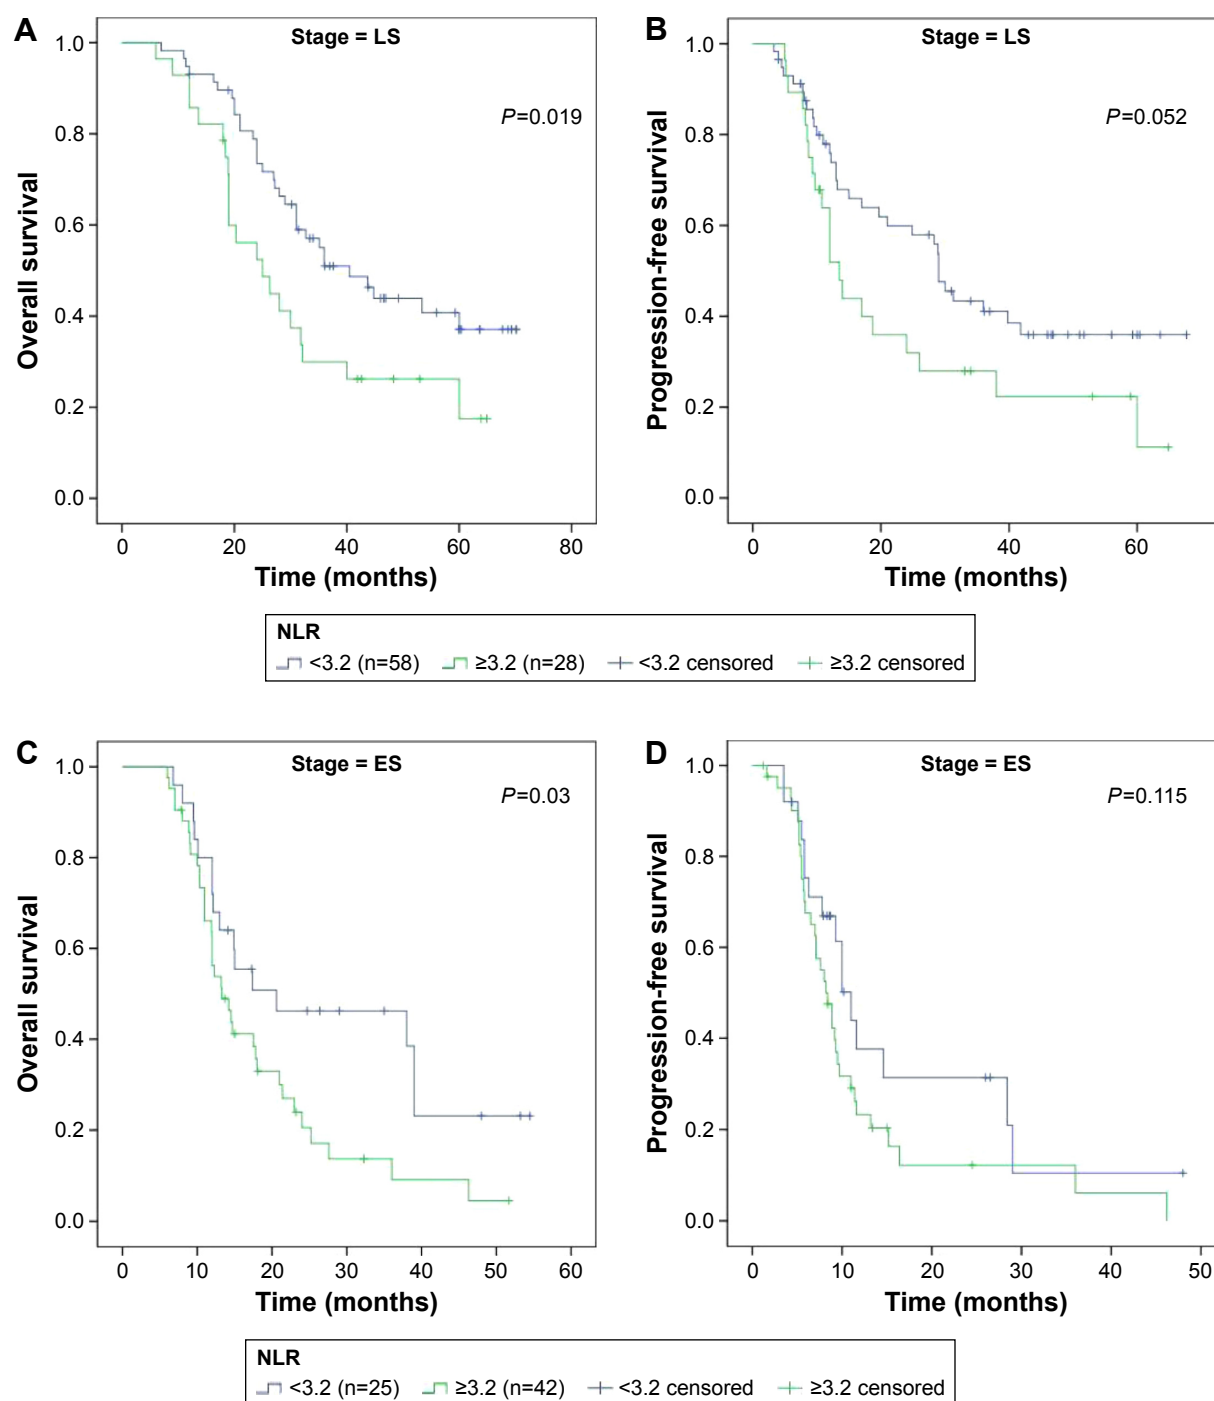 A
Stage = LS
P=0.019
Overall survival
1.0
0.8
0.6
0.4
0.2
0.0
0 20 40 60 80
Time (months)
B
Stage = LS
P=0.052
Progression-free survival
1.0
0.8
0.6
0.4
0.2
0.0
0 20 40 60
Time (months)
NLR
<3.2 (n=58) ≥3.2 (n=28) <3.2 censored ≥3.2 censored
C
Stage = ES
P=0.03
Overall survival
1.0
0.8
0.6
0.4
0.2
0.0
0 10 20 30 40 50 60
Time (months)
D
Stage = ES
P=0.115
Progression-free survival
1.0
0.8
0.6
0.4
0.2
0.0
0 10 20 30 40 50
Time (months)
NLR
<3.2 (n=25) ≥3.2 (n=42) <3.2 censored ≥3.2 censored